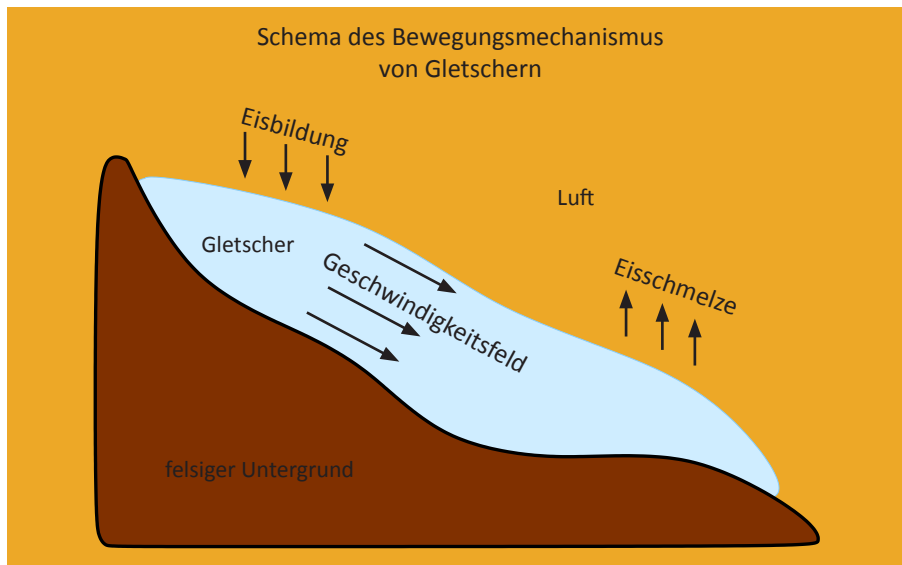 Schema des Bewegungsmechanismus
von Gletschern
Eisbildung
Luft
Gletscher
Geschwindigkeitsfeld
Eisschmelze
felsiger Untergrund